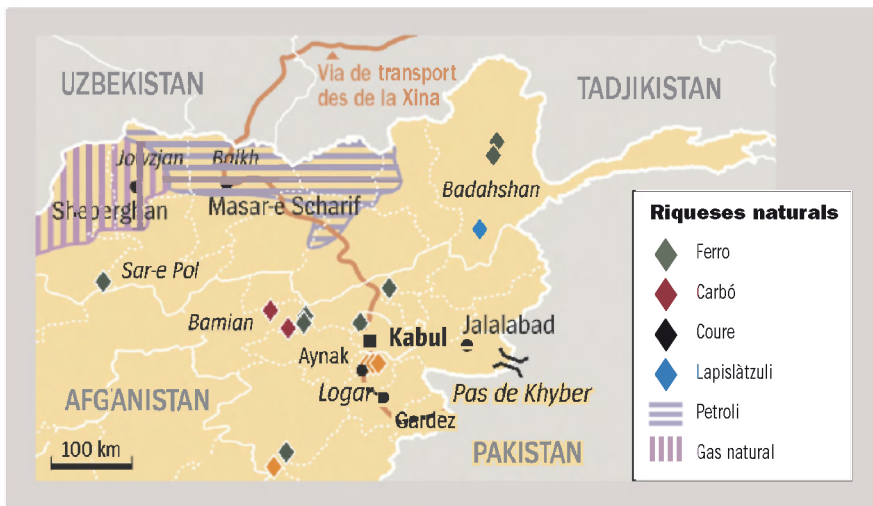 UZBEKISTAN
Via de transport
des de la Xina
TADJIKISTAN
Jowzjan
Balkh
Sheberghan
Masar-e Scharif
Badahshan
Sar-e Pol
Bamian
Kabul
Jalalabad
Aynak
Logar
Pas de Khyber
AFGANISTAN
Gardez
100 km
PAKISTAN
Riqueses naturals
Ferro
Carbó
Coure
Lapislàtzuli
Petroli
Gas natural